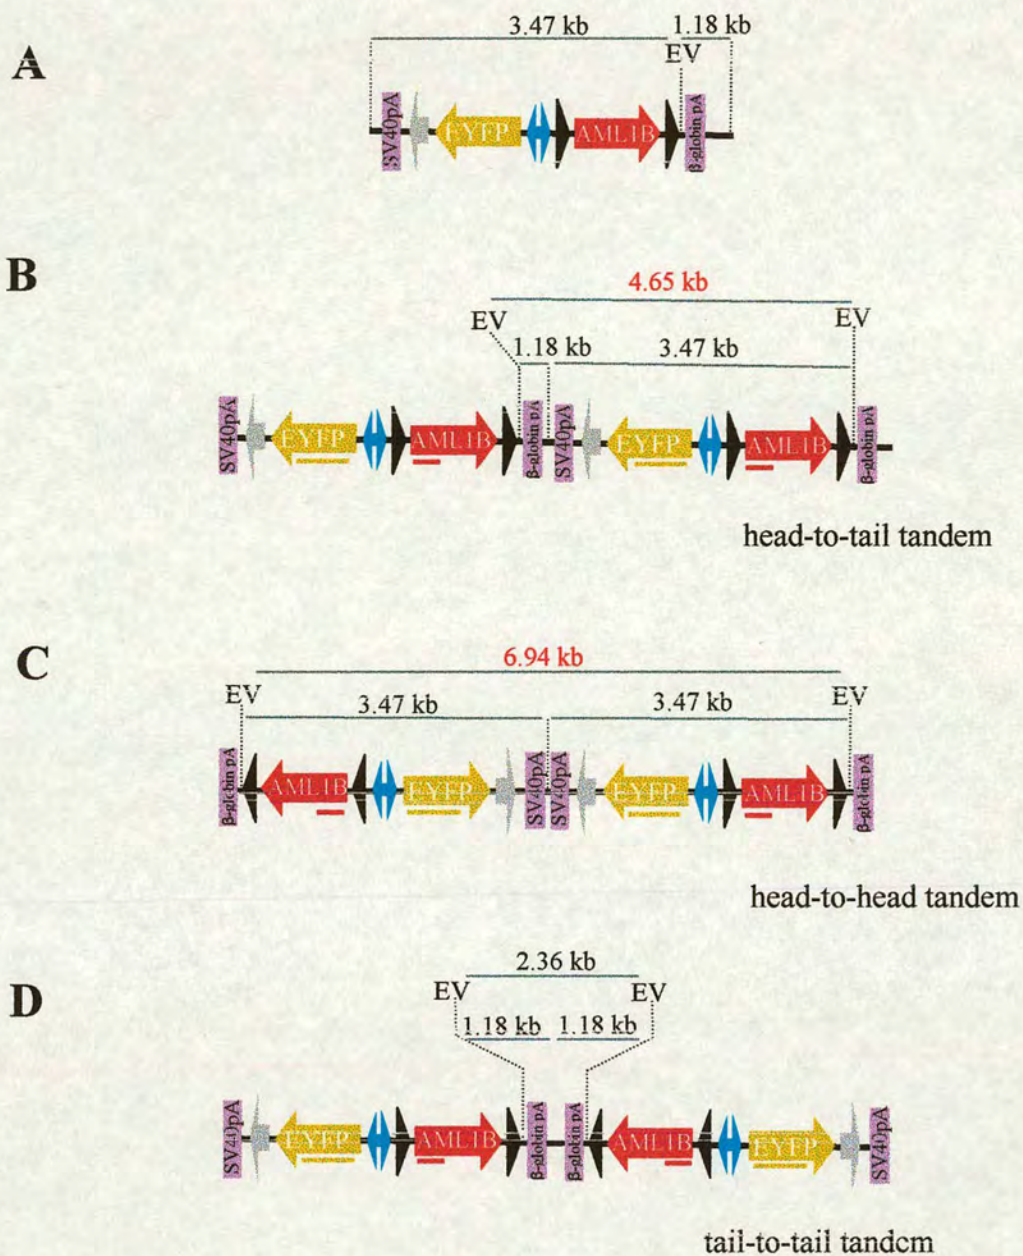 A
3.47 kb 1.18 kb
EV
SV40pA EYFP AML1B β-globin pA
B
4.65 kb
EV EV
1.18 kb 3.47 kb
SV40pA EYFP AML1B β-globin pA SV40pA EYFP AML1B β-globin pA
head-to-tail tandem
C
6.94 kb
EV EV
3.47 kb 3.47 kb
β-globin pA AML1B EYFP SV40pA SV40pA EYFP AML1B β-globin pA
head-to-head tandem
D
2.36 kb
EV EV
1.18 kb 1.18 kb
SV40pA EYFP AML1B β-globin pA β-globin pA AML1B EYFP SV40pA
tail-to-tail tandem